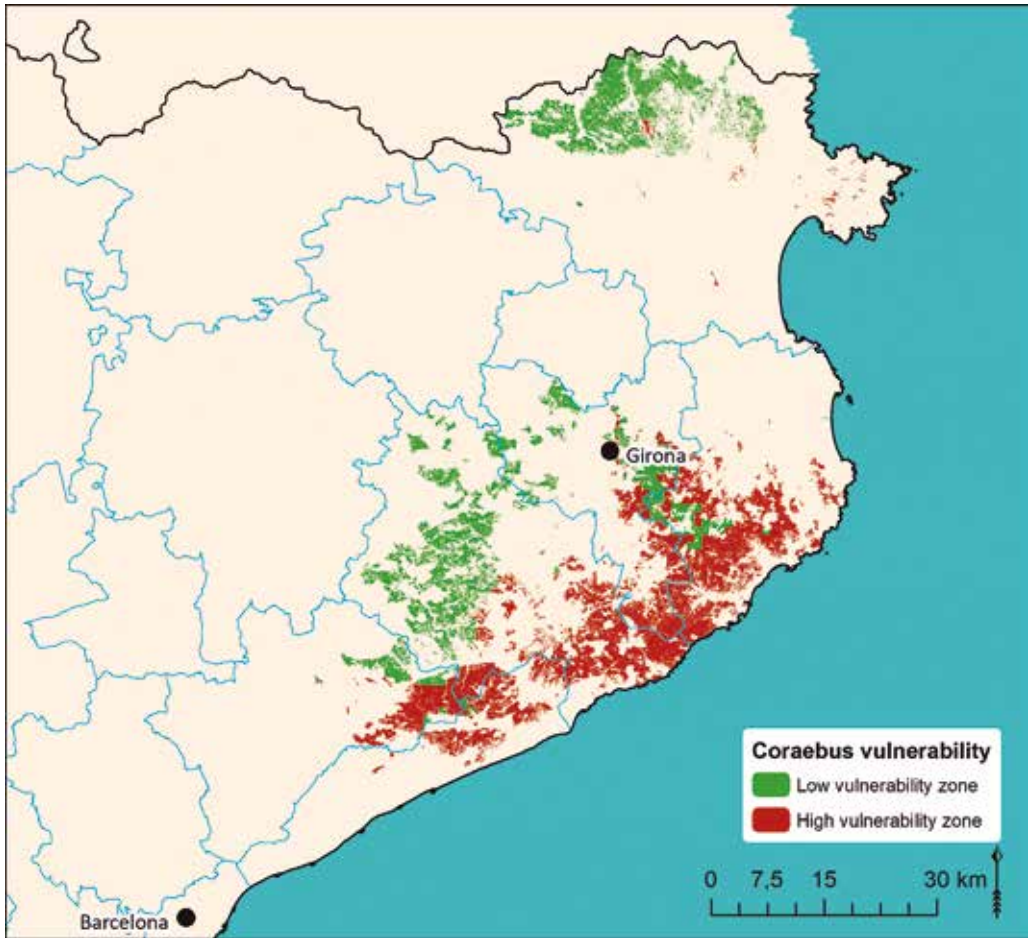 Girona
Coraebus vulnerability
Low vulnerability zone
High vulnerability zone
0 7,5 15 30 km
Barcelona